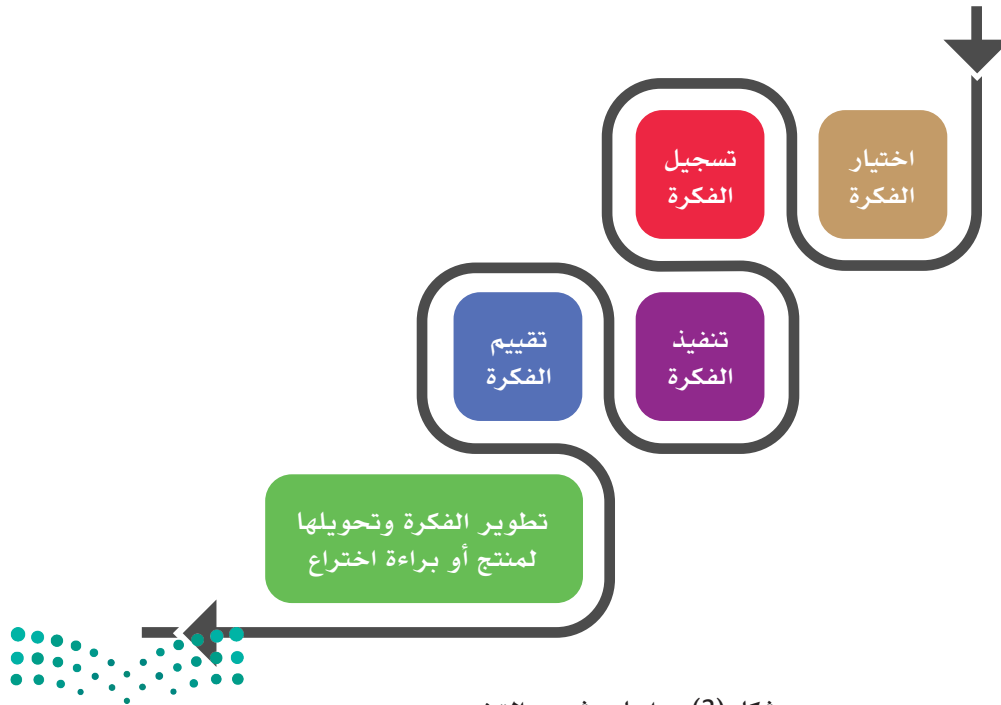 اختيار
الفكرة
تسجيل
الفكرة
تنفيذ
الفكرة
تقييم
الفكرة
تطوير الفكرة وتحويلها
لمنتج أو براءة اختراع